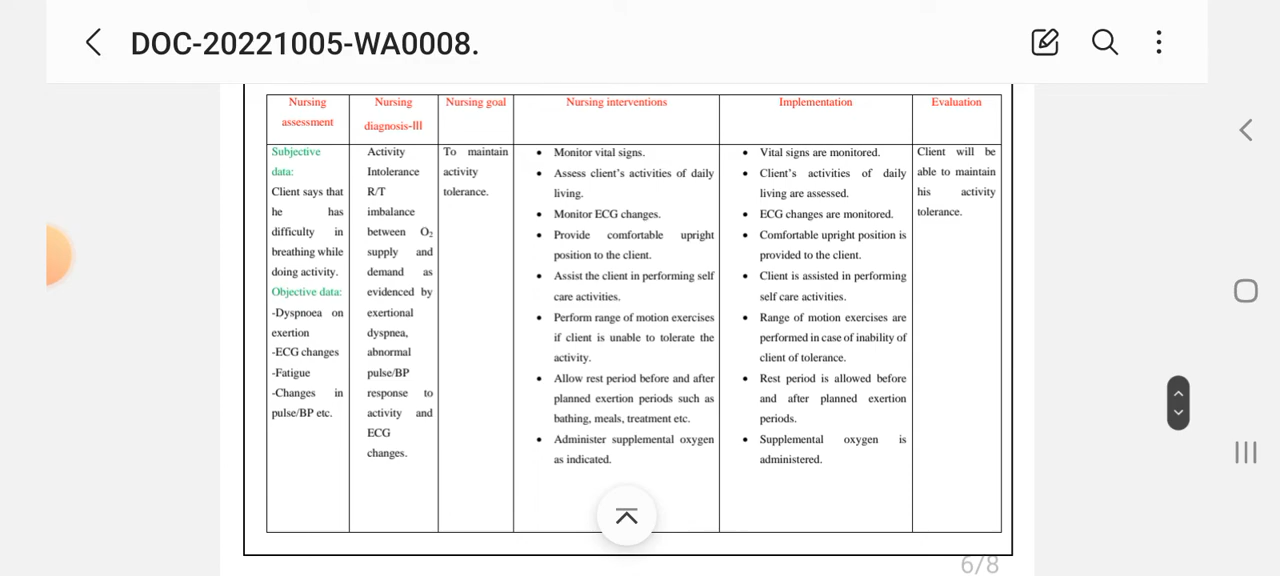 DOC-20221005-WA0008.
Nursing
assessment
Nursing
diagnosis-III
Nursing goal
Nursing interventions
Implementation
Evaluation
Subjective
data:
Client says that
he has
difficulty in
breathing while
doing activity.
Objective data:
-Dyspnoea on
exertion
-ECG changes
-Fatigue
-Changes in
pulse/BP etc.
Activity
Intolerance
R/T
imbalance
between O₂
supply and
demand as
evidenced by
exertional
dyspnea,
abnormal
pulse/BP
response to
activity and
ECG
changes.
To maintain
activity
tolerance.
• Monitor vital signs.
• Assess client's activities of daily
living.
• Monitor ECG changes.
• Provide comfortable upright
position to the client.
• Assist the client in performing self
care activities.
• Perform range of motion exercises
if client is unable to tolerate the
activity.
• Allow rest period before and after
planned exertion periods such as
bathing, meals, treatment etc.
• Administer supplemental oxygen
as indicated.
• Vital signs are monitored.
• Client's activities of daily
living are assessed.
• ECG changes are monitored.
• Comfortable upright position is
provided to the client.
• Client is assisted in performing
self care activities.
• Range of motion exercises are
performed in case of inability of
client of tolerance.
• Rest period is allowed before
and after planned exertion
periods.
• Supplemental oxygen is
administered.
Client will be
able to maintain
his activity
tolerance.
6/8